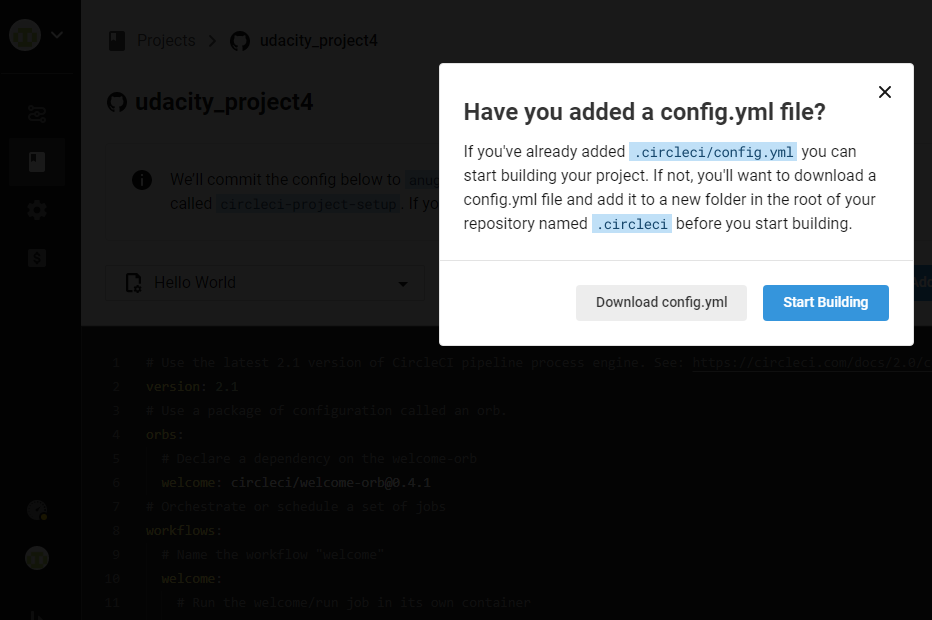 Projects > udacity_project4
udacity_project4
We'll commit the config below to anug
called circleci-project-setup. If yo
Hello World
Have you added a config.yml file?
If you've already added .circleci/config.yml you can
start building your project. If not, you'll want to download a
config.yml file and add it to a new folder in the root of your
repository named .circleci before you start building.
Download config.yml
Start Building
1 # Use the latest 2.1 version of CircleCI pipeline process engine. See: https://circleci.com/docs/2.0/c
2 version: 2.1
3 # Use a package of configuration called an orb.
4 orbs:
5 # Declare a dependency on the welcome-orb
6 welcome: circleci/welcome-orb@0.4.1
7 # Orchestrate or schedule a set of jobs
8 workflows:
9 # Name the workflow "welcome"
10 welcome:
11 # Run the welcome/run job in its own container